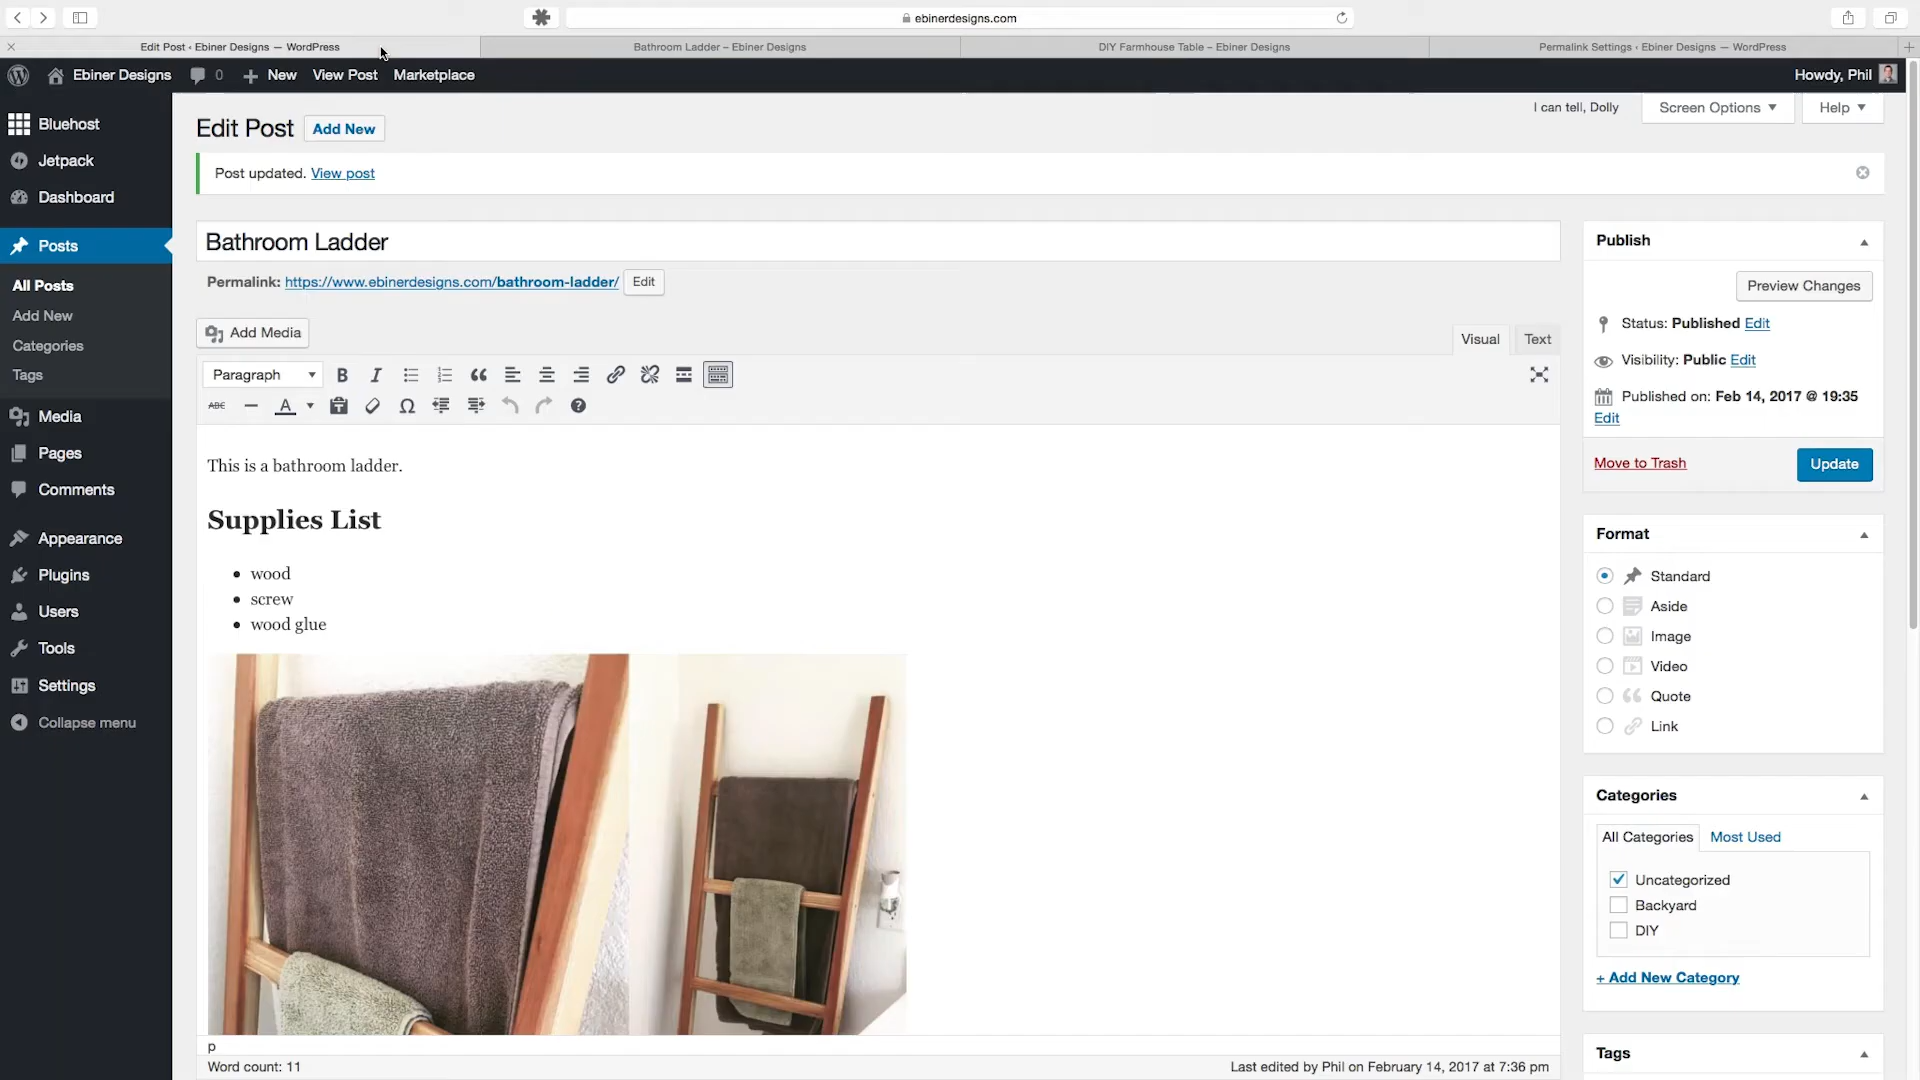 ebinerdesigns.com
Edit Post ‹ Ebiner Designs — WordPress
Bathroom Ladder – Ebiner Designs
DIY Farmhouse Table – Ebiner Designs
Permalink Settings ‹ Ebiner Designs — WordPress
Ebiner Designs
0
New
View Post
Marketplace
Howdy, Phil
Bluehost
Jetpack
Dashboard
Posts
All Posts
Add New
Categories
Tags
Media
Pages
Comments
Appearance
Plugins
Users
Tools
Settings
Collapse menu
I can tell, Dolly
Screen Options
Help
Edit Post
Add New
Post updated. View post
Bathroom Ladder
Permalink: https://www.ebinerdesigns.com/bathroom-ladder/ Edit
Add Media
Visual
Text
Paragraph
B
I
ABC
A
This is a bathroom ladder.
Supplies List
wood
screw
wood glue
p
Word count: 11
Last edited by Phil on February 14, 2017 at 7:36 pm
Publish
Preview Changes
Status: Published Edit
Visibility: Public Edit
Published on: Feb 14, 2017 @ 19:35
Edit
Move to Trash
Update
Format
Standard
Aside
Image
Video
Quote
Link
Categories
All Categories
Most Used
Uncategorized
Backyard
DIY
+ Add New Category
Tags